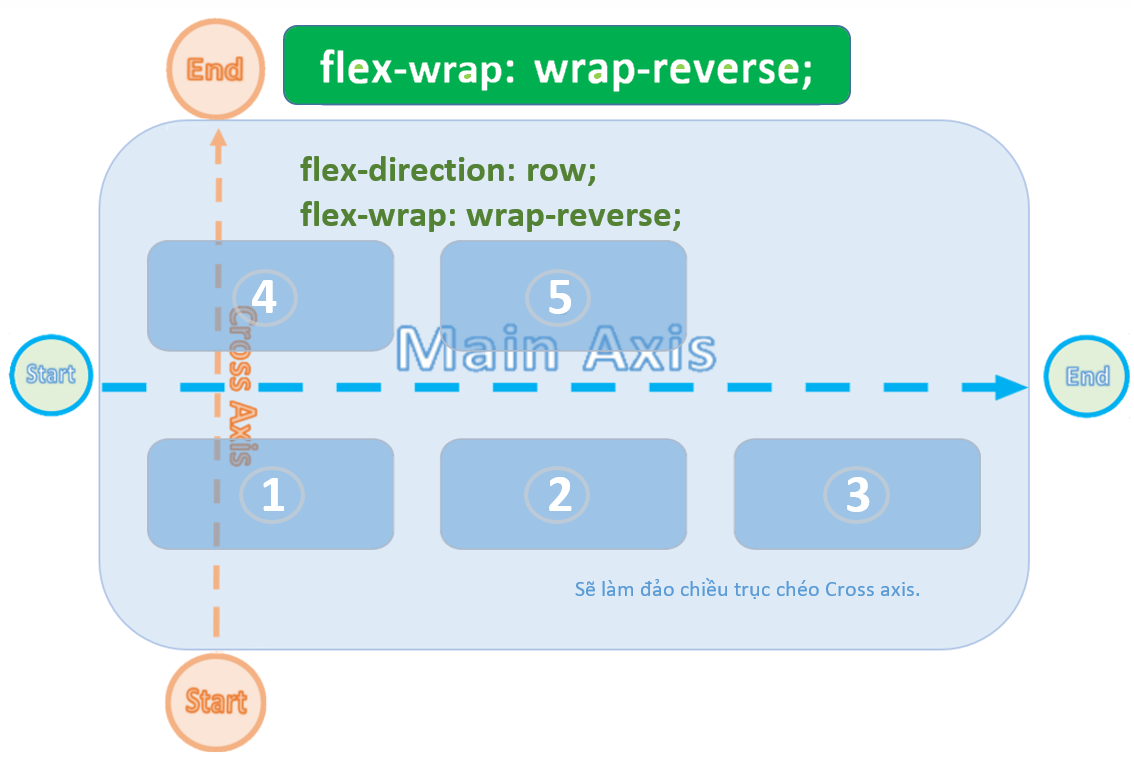 End
flex-wrap: wrap-reverse;
flex-direction: row;
flex-wrap: wrap-reverse;
4
5
Cross Axis
Main Axis
Start
End
1
2
3
Sẽ làm đảo chiều trục chéo Cross axis.
Start